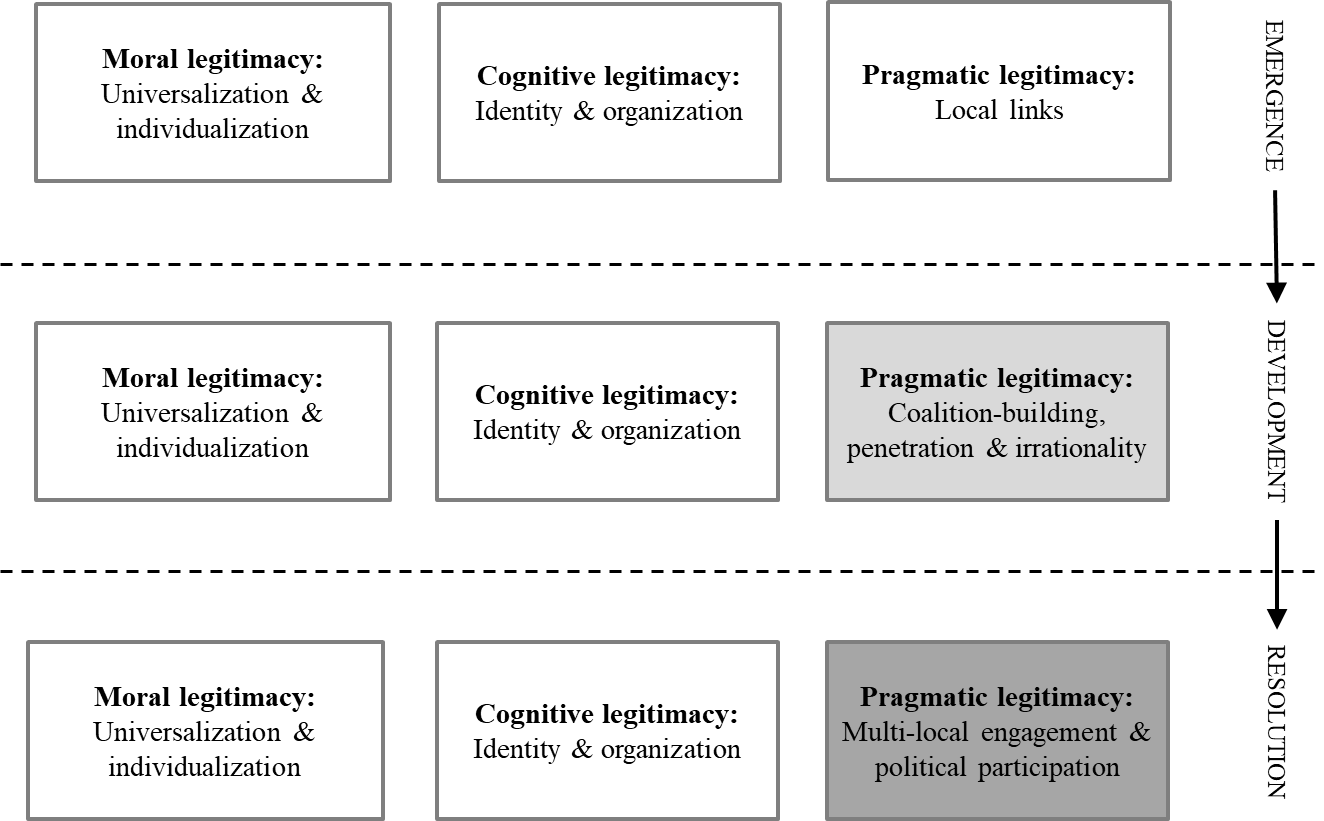 Moral legitimacy:
Universalization &
individualization
Cognitive legitimacy:
Identity & organization
Pragmatic legitimacy:
Local links
EMERGENCE
Moral legitimacy:
Universalization &
individualization
Cognitive legitimacy:
Identity & organization
Pragmatic legitimacy:
Coalition-building,
penetration & irrationality
DEVELOPMENT
Moral legitimacy:
Universalization &
individualization
Cognitive legitimacy:
Identity & organization
Pragmatic legitimacy:
Multi-local engagement &
political participation
RESOLUTION